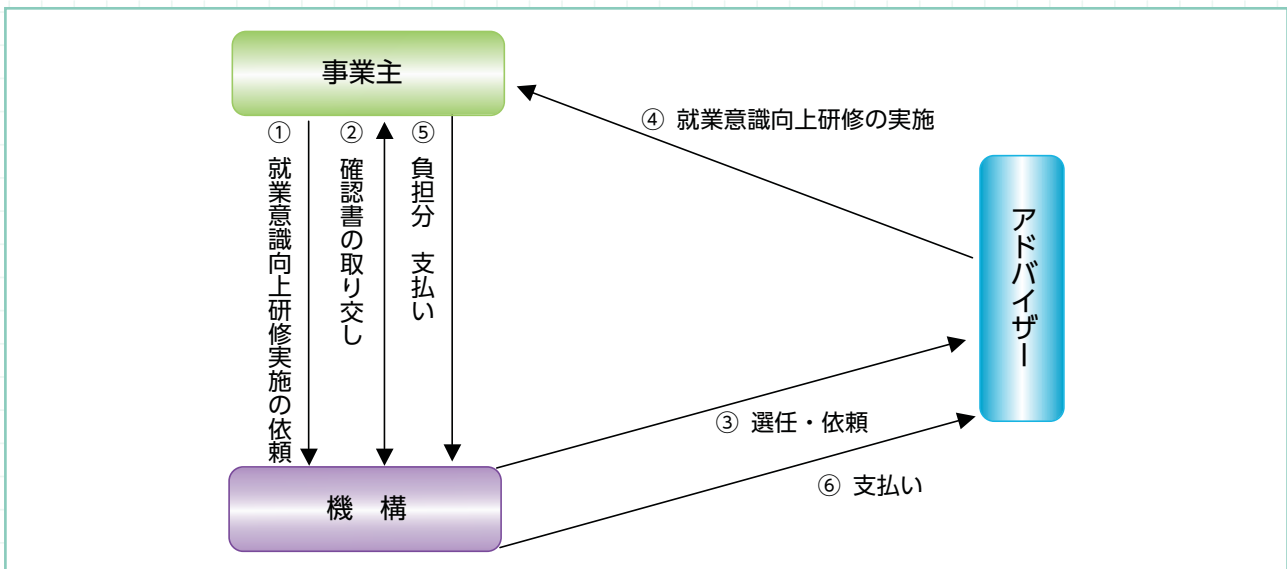 事業主
① 就業意識向上研修実施の依頼
② 確認書の取り交し
⑤ 負担分 支払い
④ 就業意識向上研修の実施
アドバイザー
③ 選任・依頼
⑥ 支払い
機 構